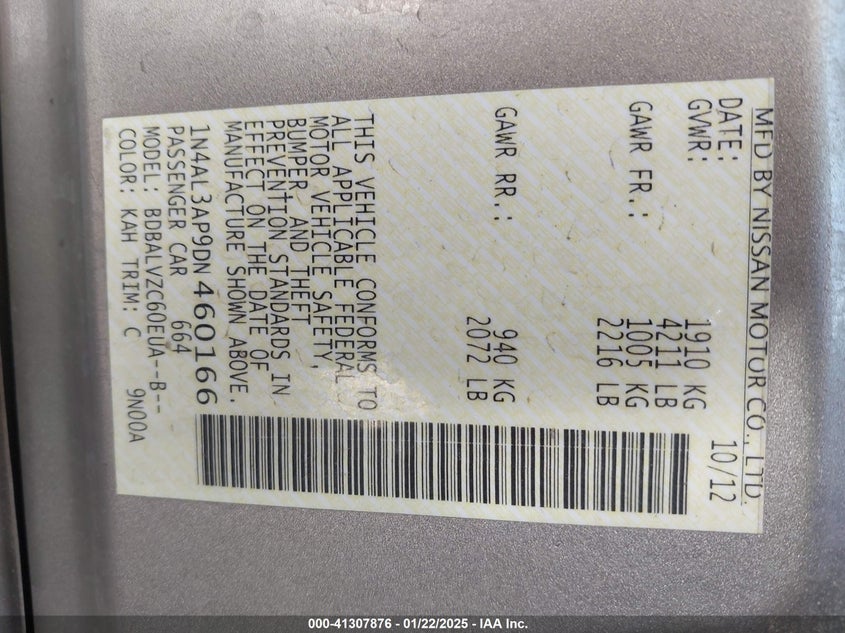 MFD BY NISSAN MOTOR CO., LTD.
DATE: 10/12
GVWR: 1910 KG
4211 LB
GAWR FR.: 1005 KG
2216 LB
GAWR RR.: 940 KG
2072 LB
THIS VEHICLE CONFORMS TO
ALL APPLICABLE FEDERAL
MOTOR VEHICLE SAFETY,
BUMPER AND THEFT
PREVENTION STANDARDS IN
EFFECT ON THE DATE OF
MANUFACTURE SHOWN ABOVE.
1N4AL3AP9DN460166
PASSENGER CAR 664
MODEL: BDBALVZC60EUA--B--
COLOR: KAH TRIM: C 9N00A
000-41307876 - 01/22/2025 - IAA Inc.